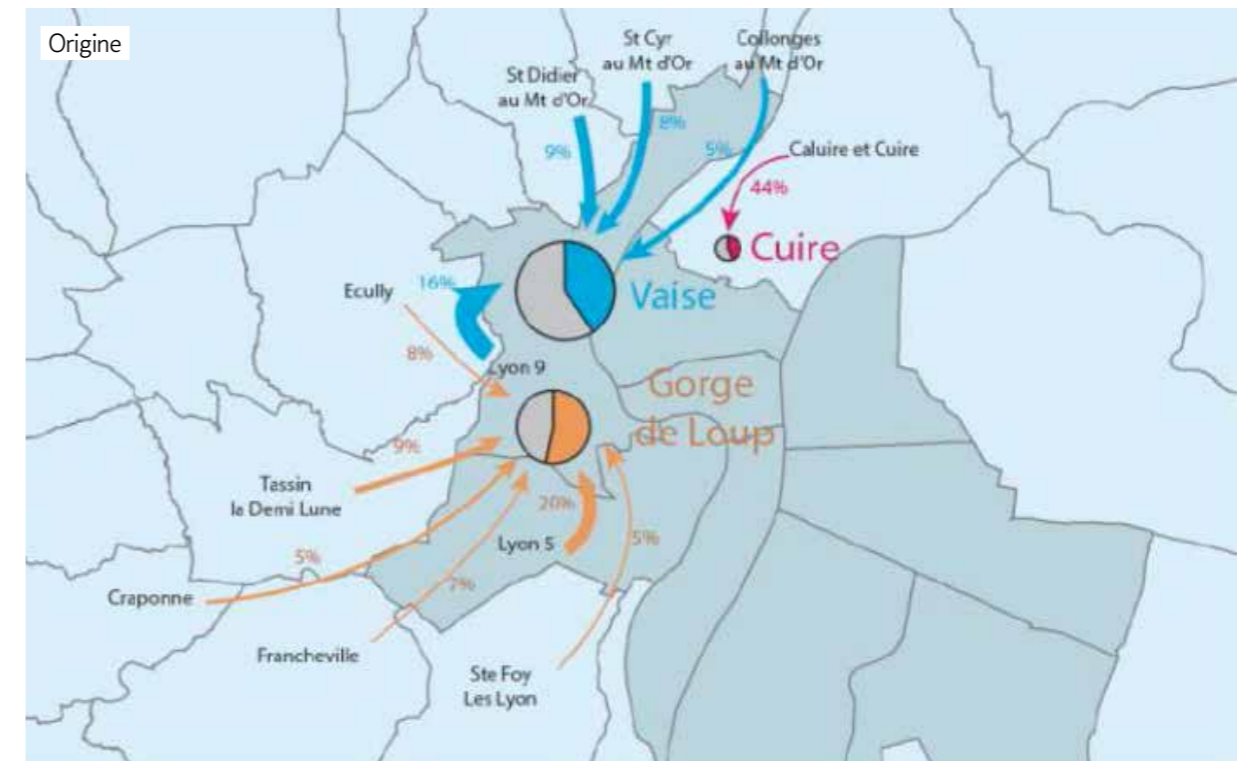 Origine
St Cyr
au Mt d'Or
Collonges
au Mt d'Or
St Didier
au Mt d'Or
8%
9%
5%
Caluire et Cuire
44%
Cuire
16%
Vaise
Ecully
8%
Lyon 9
Gorge
de Loup
9%
Tassin
la Demi Lune
20%
Lyon 5
5%
5%
7%
Craponne
Francheville
Ste Foy
Les Lyon